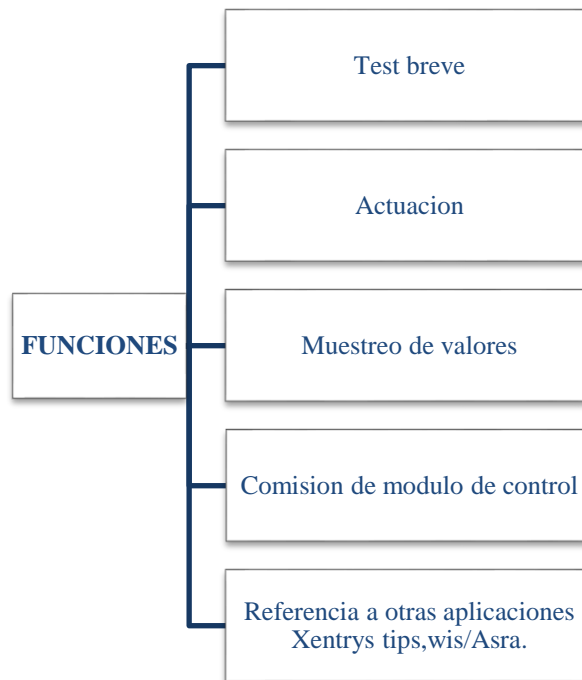 FUNCIONES
Test breve
Actuacion
Muestreo de valores
Comision de modulo de control
Referencia a otras aplicaciones
Xentrys tips,wis/Asra.